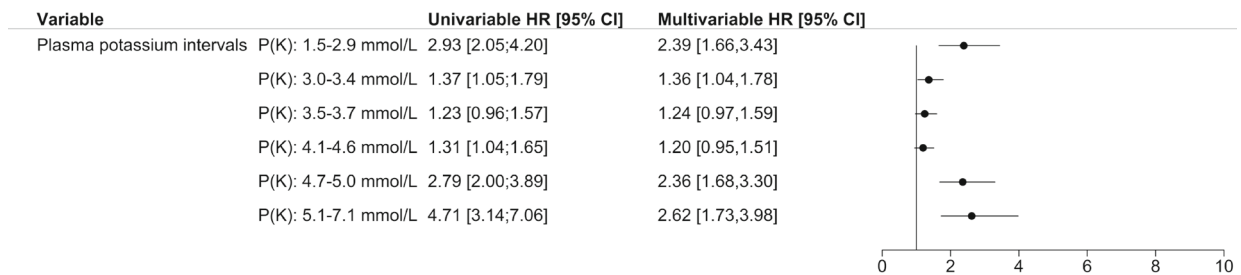 Variable Univariable HR [95% CI] Multivariable HR [95% CI]
Plasma potassium intervals P(K): 1.5-2.9 mmol/L 2.93 [2.05;4.20] 2.39 [1.66,3.43]
P(K): 3.0-3.4 mmol/L 1.37 [1.05;1.79] 1.36 [1.04,1.78]
P(K): 3.5-3.7 mmol/L 1.23 [0.96;1.57] 1.24 [0.97,1.59]
P(K): 4.1-4.6 mmol/L 1.31 [1.04;1.65] 1.20 [0.95,1.51]
P(K): 4.7-5.0 mmol/L 2.79 [2.00;3.89] 2.36 [1.68,3.30]
P(K): 5.1-7.1 mmol/L 4.71 [3.14;7.06] 2.62 [1.73,3.98]
0 2 4 6 8 10